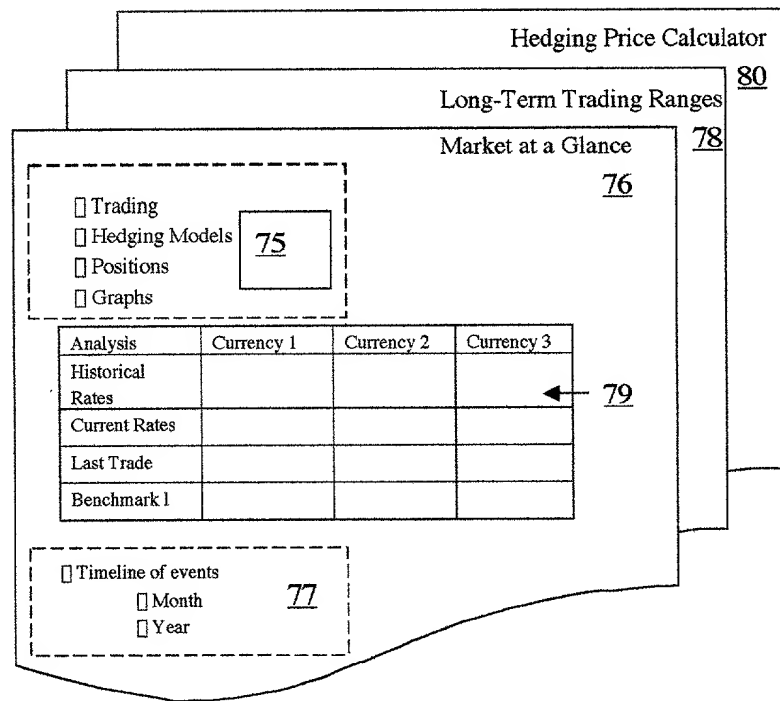 Hedging Price Calculator
80
Long-Term Trading Ranges
78
Market at a Glance
76
Trading
Hedging Models
Positions
Graphs
75
Analysis Currency 1 Currency 2 Currency 3
Historical
Rates
79
Current Rates
Last Trade
Benchmark 1
Timeline of events
Month
Year
77